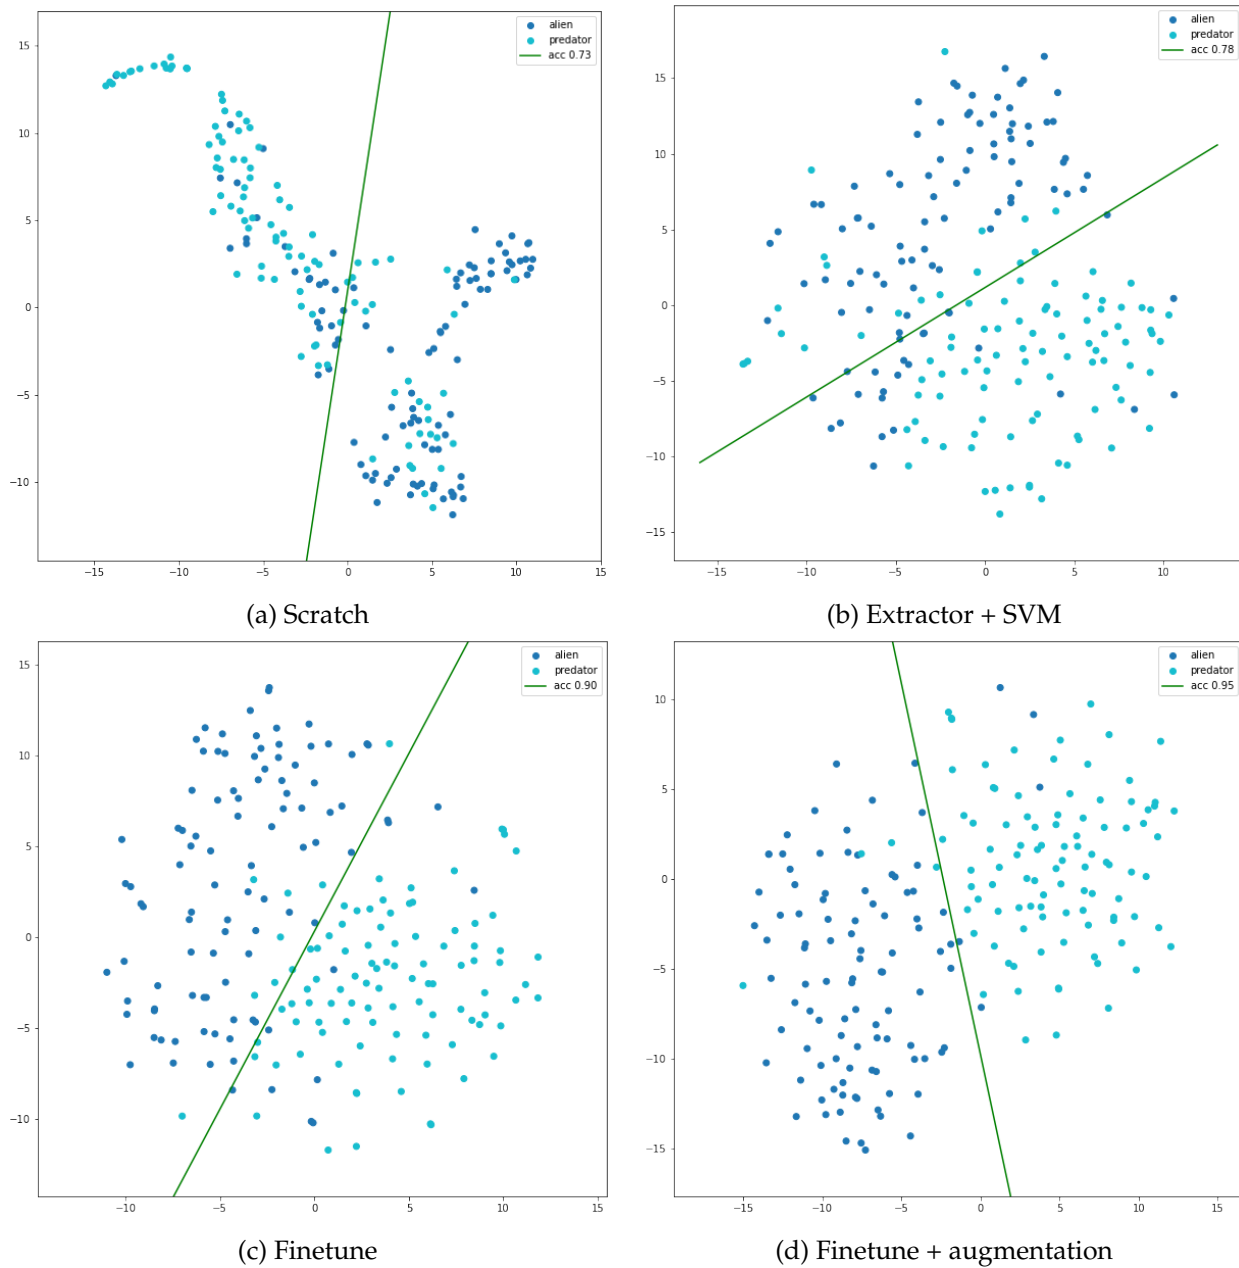 alien
predator
acc 0.73
15
10
5
0
−5
−10
−15 −10 −5 0 5 10 15
(a) Scratch
alien
predator
acc 0.78
15
10
5
0
−5
−10
−15
−15 −10 −5 0 5 10
(b) Extractor + SVM
alien
predator
acc 0.90
15
10
5
0
−5
−10
−10 −5 0 5 10 15
(c) Finetune
alien
predator
acc 0.95
10
5
0
−5
−10
−15
−15 −10 −5 0 5 10 15
(d) Finetune + augmentation